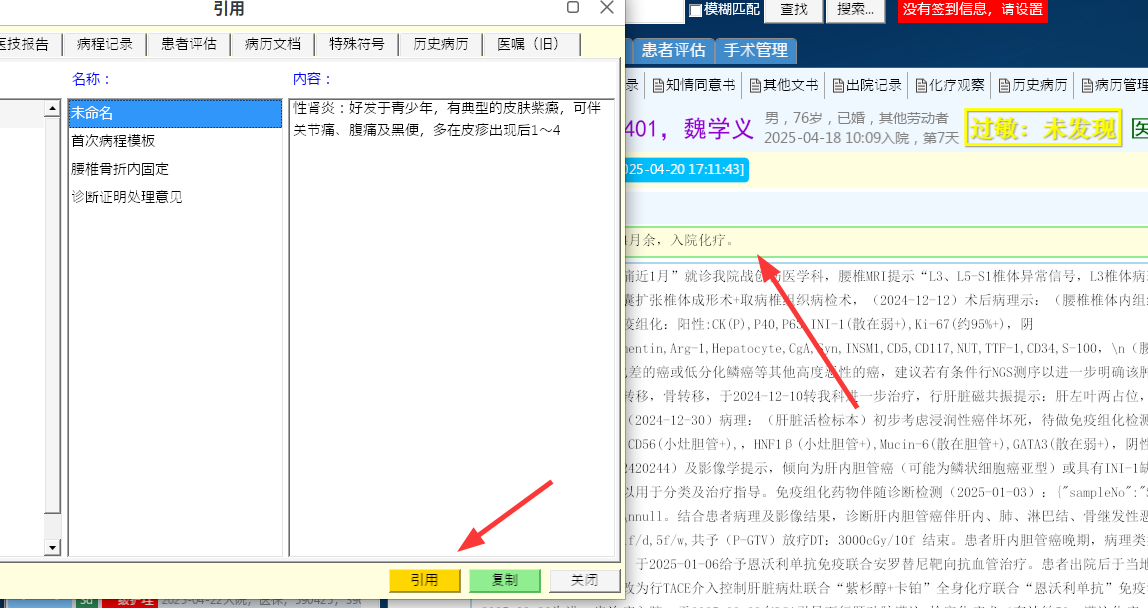 引用
模糊匹配 查找 搜索... 没有签到信息，请设置
医技报告 病程记录 患者评估 病历文档 特殊符号 历史病历 医嘱（旧）
患者评估 手术管理
名称：
内容：
录 知情同意书 其他文书 出院记录 化疗观察 历史病历 病历管理
未命名
首次病程模板
腰椎骨折内固定
诊断证明处理意见
性肾炎：好发于青少年，有典型的皮肤紫癜，可伴
关节痛、腹痛及黑便，多在皮疹出现后1～4
401，魏学义
男，76岁，已婚，其他劳动者
2025-04-18 10:09入院，第7天
过敏：未发现
025-04-20 17:11:43]
月余，入院化疗。
痛近1月”就诊我院战创伤医学科，腰椎MRI提示“L3、L5-S1椎体异常信号，L3椎体病
囊扩张椎体成形术+取病椎组织病检术，（2024-12-12）术后病理示：（腰椎椎体内组
疫组化：阳性:CK(P),P40,P63,INI-1(散在弱+),Ki-67(约95%+)，阴
mentin,Arg-1,Hepatocyte,CgA,Syn,INSM1,CD5,CD117,NUT,TTF-1,CD34,S-100，\n（腰
差的癌或低分化鳞癌等其他高度恶性的癌，建议若有条件行NGS测序以进一步明确该肿
转移，骨转移，于2024-12-10转我科进一步治疗，行肝脏磁共振提示：肝左叶两占位，
（2024-12-30）病理：（肝脏活检标本）初步考虑浸润性癌伴坏死，待做免疫组化检测
CD56(小灶胆管+),，HNF1β(小灶胆管+),Mucin-6(散在胆管+),GATA3(散在弱+)，阴性
2420244）及影像学提示，倾向为肝内胆管癌（可能为鳞状细胞癌亚型）或具有INI-1缺
以用于分类及治疗指导。免疫组化药物伴随诊断检测（2025-01-03）：{"sampleNo":"S
\nnull。结合患者病理及影像结果，诊断肝内胆管癌伴肝内、肺、淋巴结、骨继发性恶
f/d,5f/w,共予（P-GTV）放疗DT：3000cGy/10f 结束。患者肝内胆管癌晚期，病理类
，于2025-01-06给予恩沃利单抗免疫联合安罗替尼靶向抗血管治疗。患者出院后于当地
改为行TACE介入控制肝脏病灶联合“紫杉醇+卡铂”全身化疗联合“恩沃利单抗”免疫
引用 复制 关闭